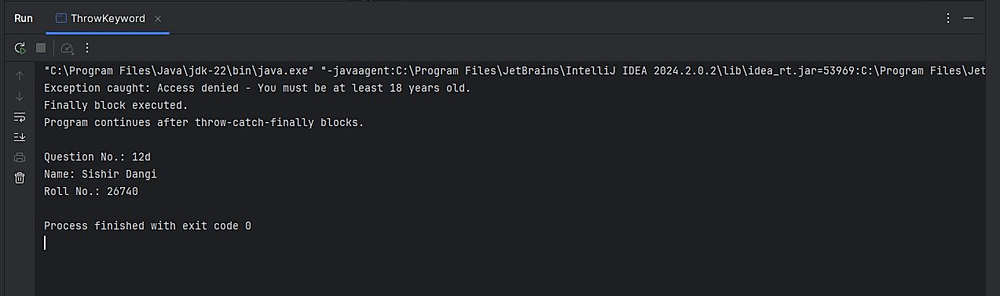 Run
ThrowKeyword
"C:\Program Files\Java\jdk-22\bin\java.exe" "-javaagent:C:\Program Files\JetBrains\IntelliJ IDEA 2024.2.0.2\lib\idea_rt.jar=53969:C:\Program Files\Jet
Exception caught: Access denied - You must be at least 18 years old.
Finally block executed.
Program continues after throw-catch-finally blocks.
Question No.: 12d
Name: Sishir Dangi
Roll No.: 26740
Process finished with exit code 0